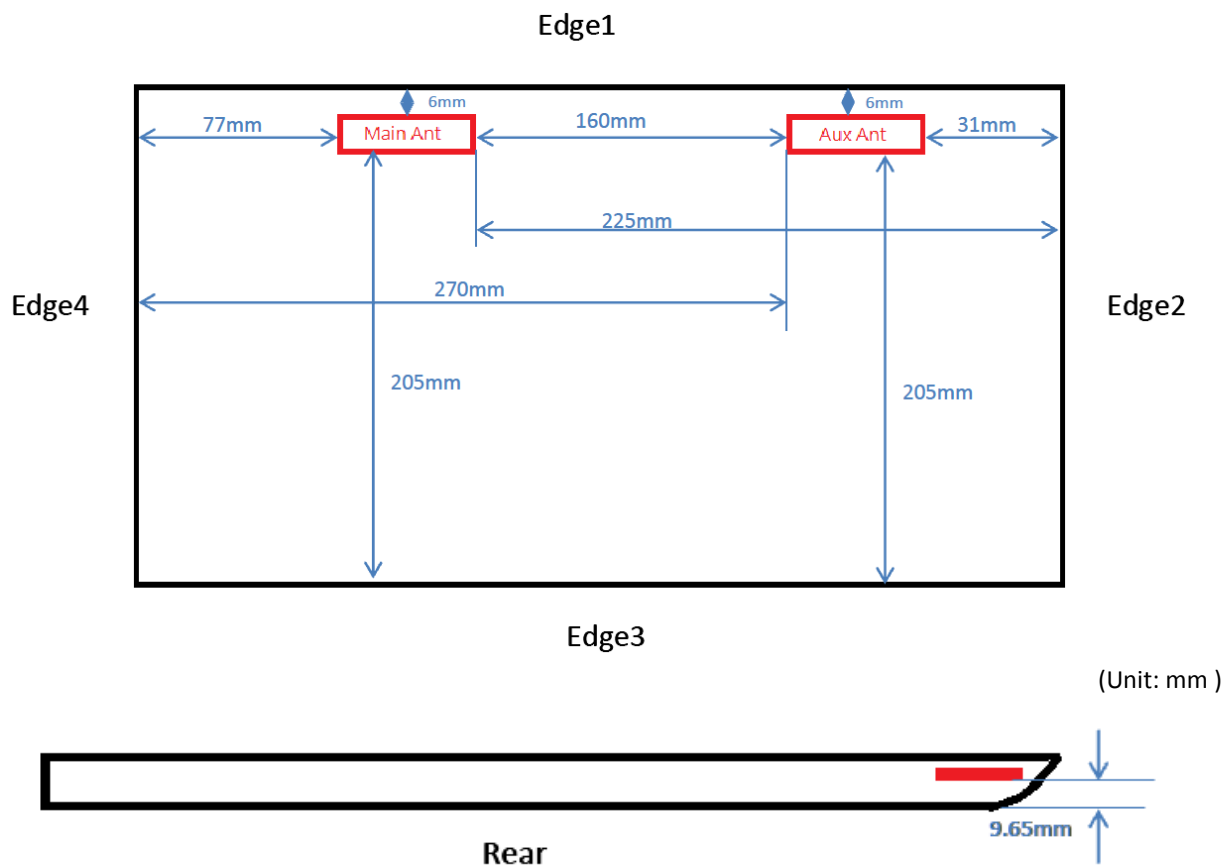 Edge1
6mm
6mm
77mm
Main Ant
160mm
Aux Ant
31mm
225mm
270mm
Edge4
Edge2
205mm
205mm
Edge3
(Unit: mm )
9.65mm
Rear